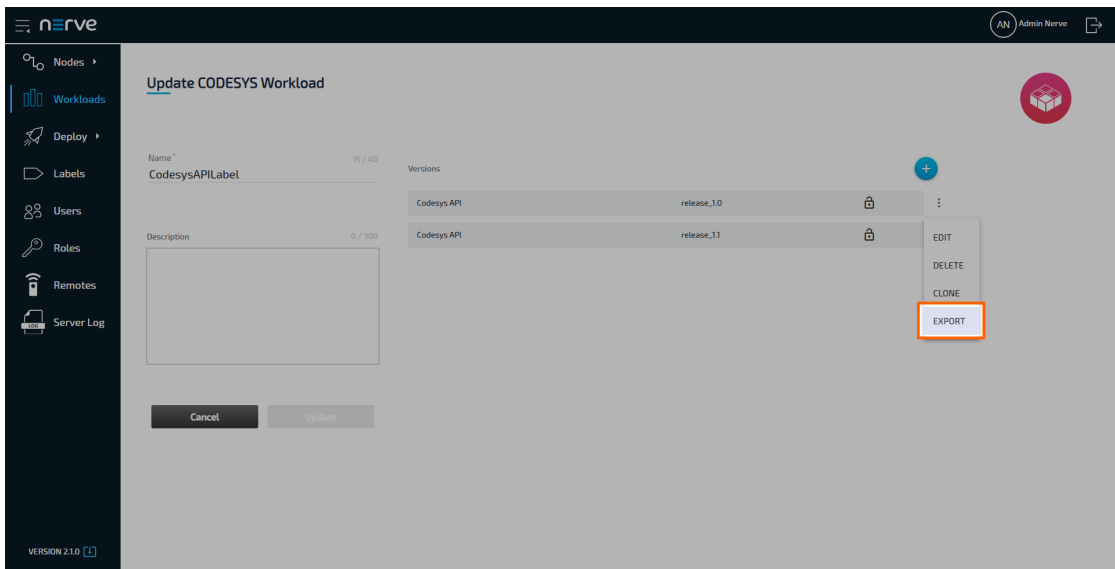 nerve
AN Admin Nerve
Nodes
Workloads
Deploy
Labels
Users
Roles
Remotes
LOG Server Log
VERSION 2.1.0
Update CODESYS Workload
Name* 15 / 40
CodesysAPILabel
Description 0 / 300
Cancel Update
Versions +
Codesys API release_1.0
Codesys API release_1.1
EDIT
DELETE
CLONE
EXPORT